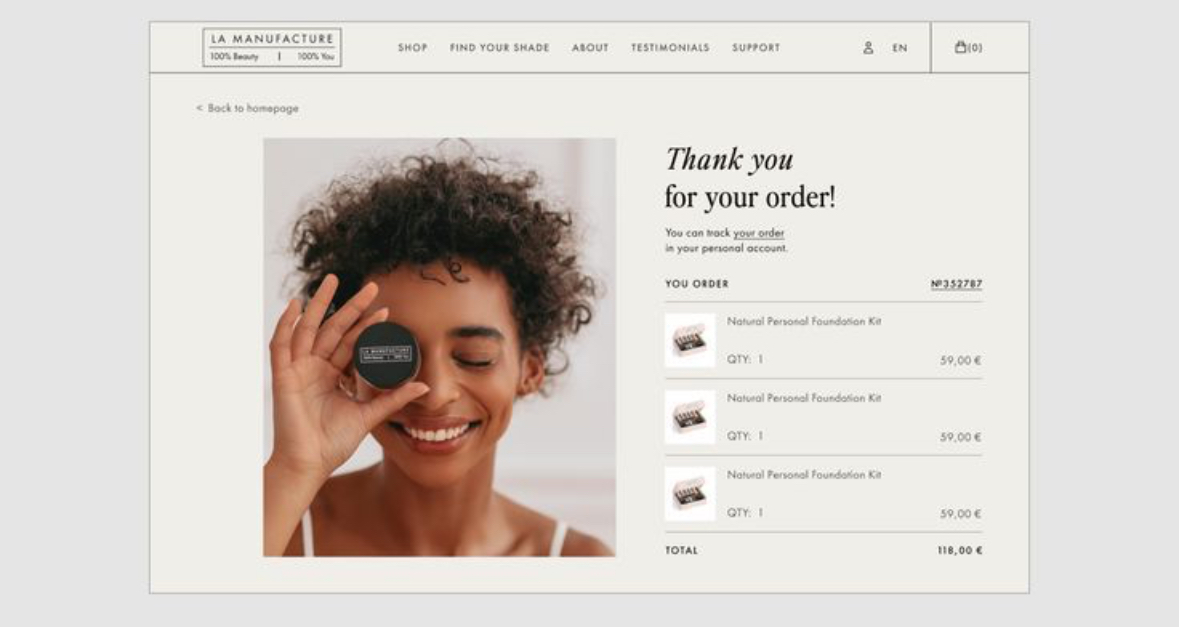 LA MANUFACTURE
100% Beauty | 100% You
SHOP FIND YOUR SHADE ABOUT TESTIMONIALS SUPPORT EN (0)
< Back to homepage
Thank you
for your order!
You can track your order
in your personal account.
YOU ORDER №352787
Natural Personal Foundation Kit
QTY: 1 59,00 €
Natural Personal Foundation Kit
QTY: 1 59,00 €
Natural Personal Foundation Kit
QTY: 1 59,00 €
TOTAL 118,00 €
LA MANUFACTURE